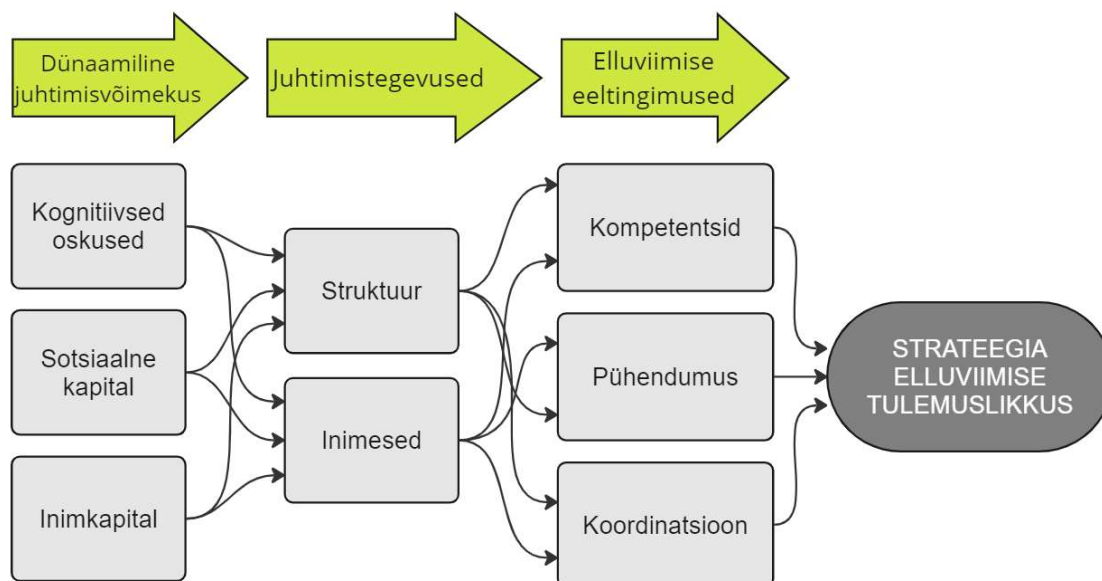 Dünaamiline
juhtimisvõimekus
Juhtimistegevused
Elluviimise
eeltingimused
Kognitiivsed
oskused
Sotsiaalne
kapital
Inimkapital
Struktuur
Inimesed
Kompetentsid
Pühendumus
Koordinatsioon
STRATEEGIA
ELLUVIIMISE
TULEMUSLIKKUS